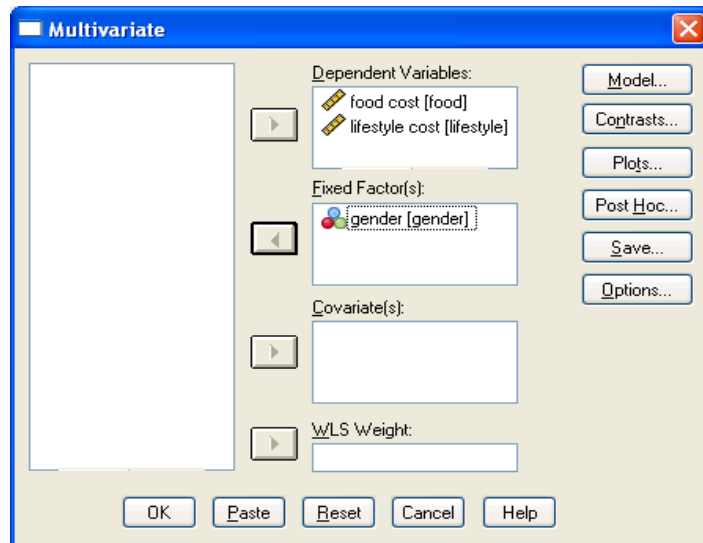 Multivariate
Dependent Variables:
food cost [food]
lifestyle cost [lifestyle]
Fixed Factor(s):
gender [gender]
Covariate(s):
WLS Weight:
Model...
Contrasts...
Plots...
Post Hoc...
Save...
Options...
OK Paste Reset Cancel Help